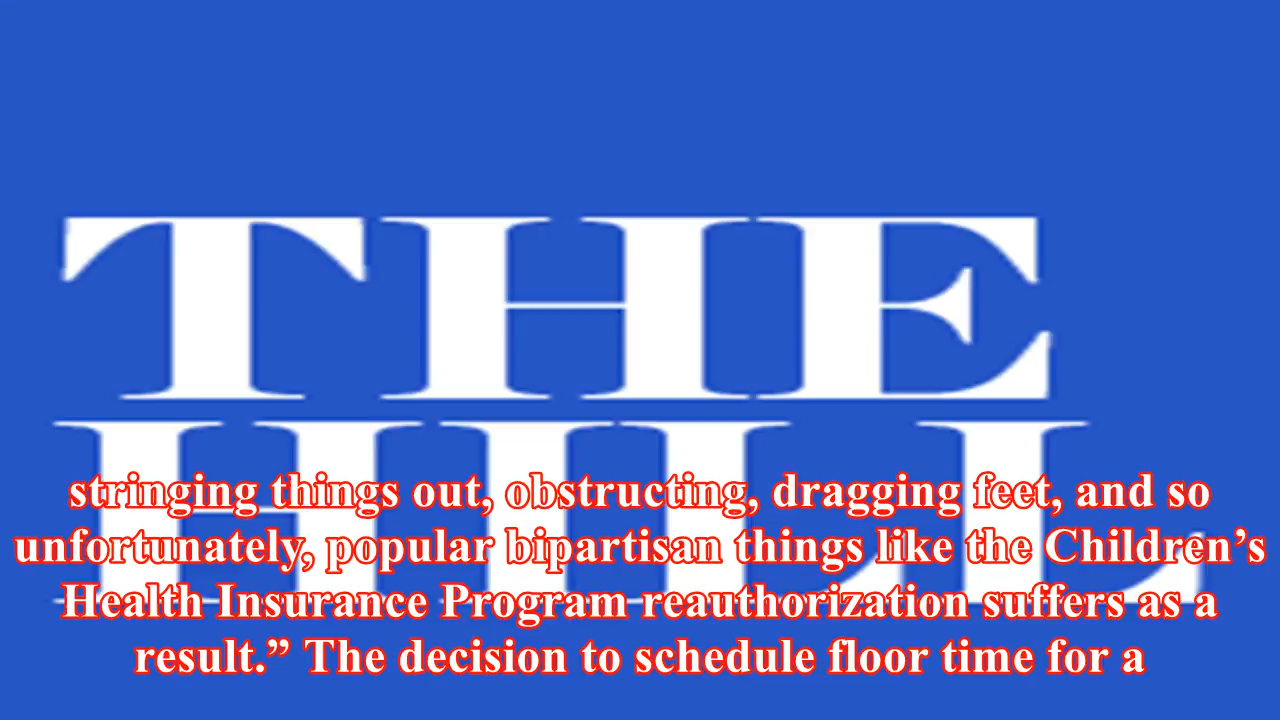 THE
HILL
stringing things out, obstructing, dragging feet, and so
unfortunately, popular bipartisan things like the Children’s
Health Insurance Program reauthorization suffers as a
result.” The decision to schedule floor time for a